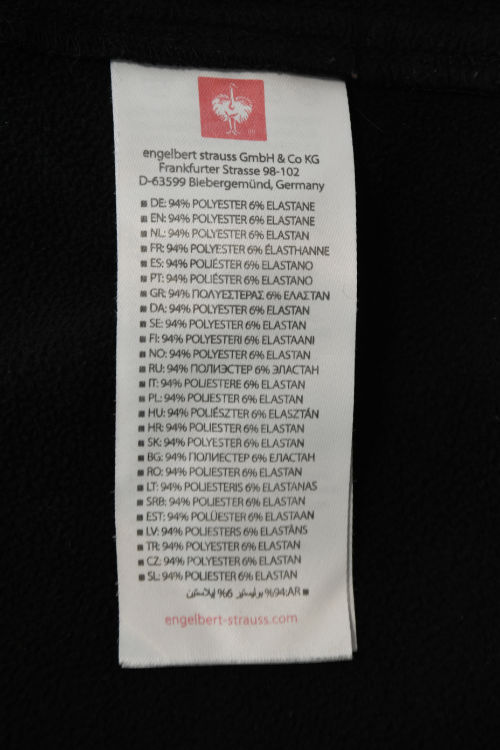 engelbert strauss GmbH & Co KG
Frankfurter Strasse 98-102
D-63599 Biebergemünd, Germany
DE: 94% POLYESTER 6% ELASTANE
EN: 94% POLYESTER 6% ELASTANE
NL: 94% POLYESTER 6% ELASTAN
FR: 94% POLYESTER 6% ÉLASTHANNE
ES: 94% POLIÉSTER 6% ELASTANO
PT: 94% POLIÉSTER 6% ELASTANO
GR: 94% ΠΟΛΥΕΣΤΕΡΑΣ 6% ΕΛΑΣΤΑΝ
DA: 94% POLYESTER 6% ELASTAN
SE: 94% POLYESTER 6% ELASTAN
FI: 94% POLYESTERI 6% ELASTAANI
NO: 94% POLYESTER 6% ELASTAN
RU: 94% ПОЛИЭСТЕР 6% ЭЛАСТАН
IT: 94% POLIESTERE 6% ELASTAN
PL: 94% POLIESTER 6% ELASTAN
HU: 94% POLIÉSZTER 6% ELASZTÁN
HR: 94% POLIESTER 6% ELASTAN
SK: 94% POLYESTER 6% ELASTAN
BG: 94% ПОЛИЕСТЕР 6% ЕЛАСТАН
RO: 94% POLIESTER 6% ELASTAN
LT: 94% POLIESTERIS 6% ELASTANAS
SRB: 94% POLIESTER 6% ELASTAN
EST: 94% POLÜESTER 6% ELASTAAN
LV: 94% POLIESTERS 6% ELASTĀNS
TR: 94% POLYESTER 6% ELASTAN
CZ: 94% POLYESTER 6% ELASTAN
SL: 94% POLIESTER 6% ELASTAN
%94:AR %6
engelbert-strauss.com